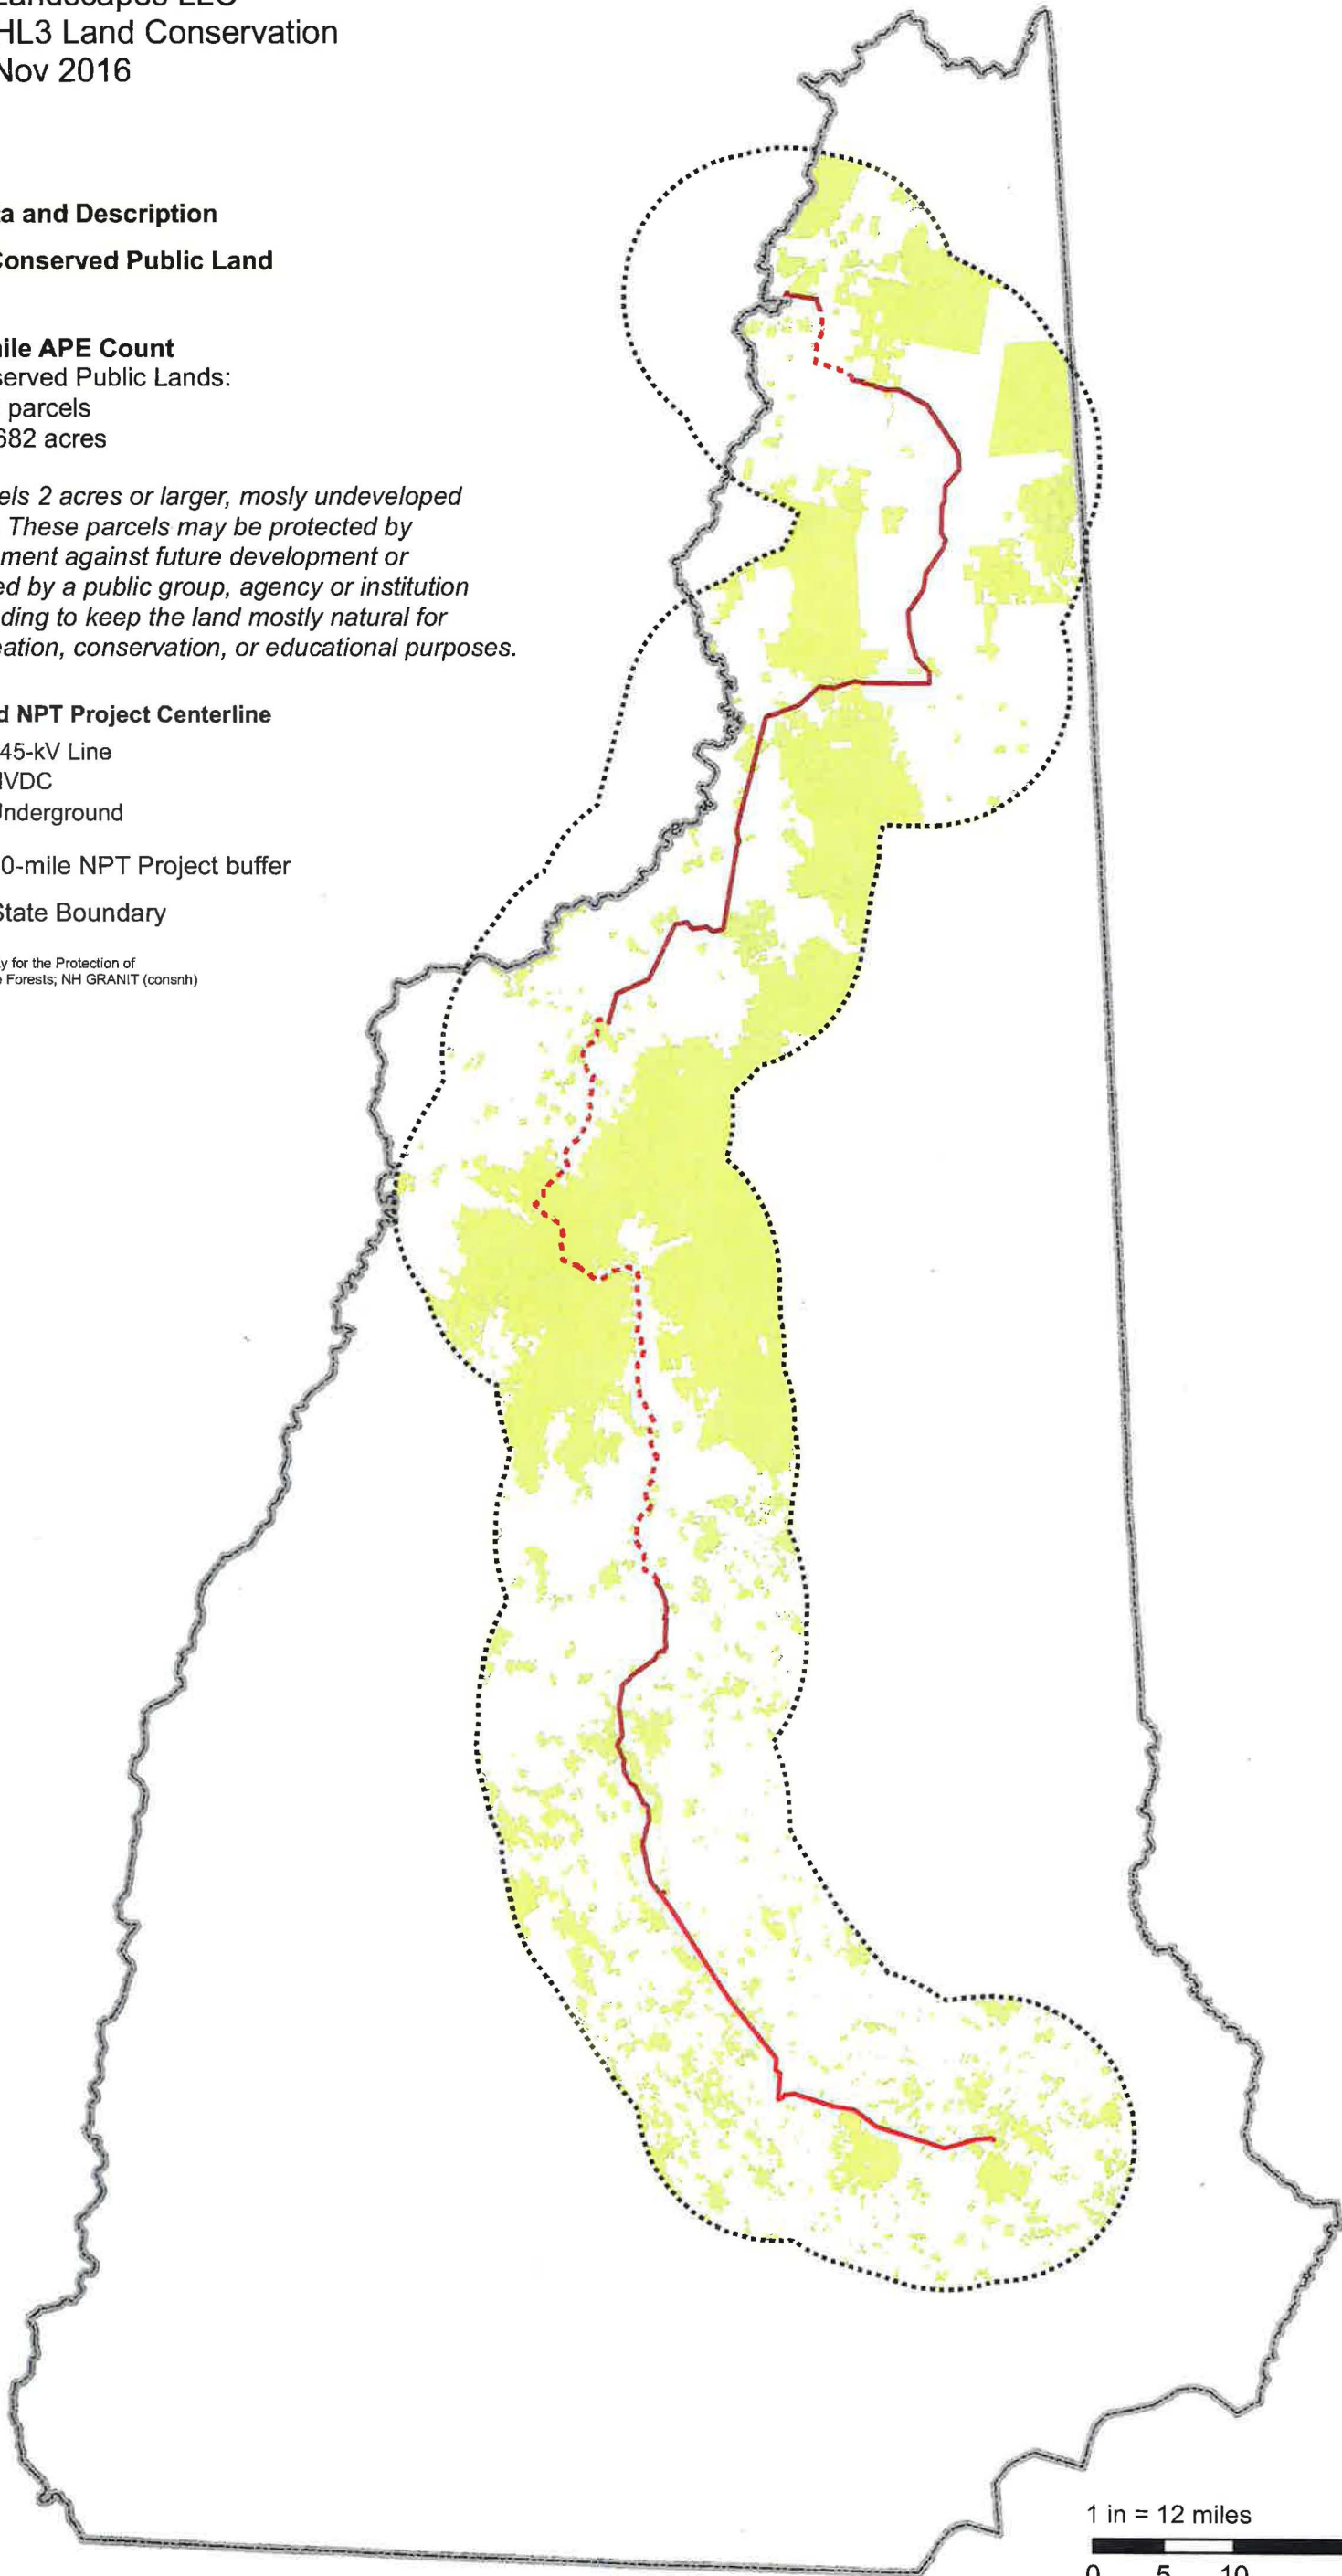 Landscapes LLC
HL3 Land Conservation
Nov 2016
a and Description
Conserved Public Land
ile APE Count
served Public Lands:
parcels
682 acres
els 2 acres or larger, mosly undeveloped
These parcels may be protected by
ment against future development or
ed by a public group, agency or institution
ding to keep the land mostly natural for
eation, conservation, or educational purposes.
d NPT Project Centerline
45-kV Line
HVDC
Underground
0-mile NPT Project buffer
State Boundary
y for the Protection of
e Forests; NH GRANIT (consnh)
1 in = 12 miles
0 5 10